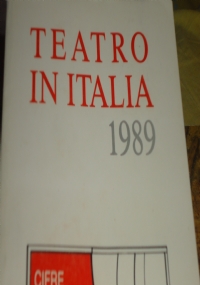 TEATRO
IN ITALIA
1989
CIFRE